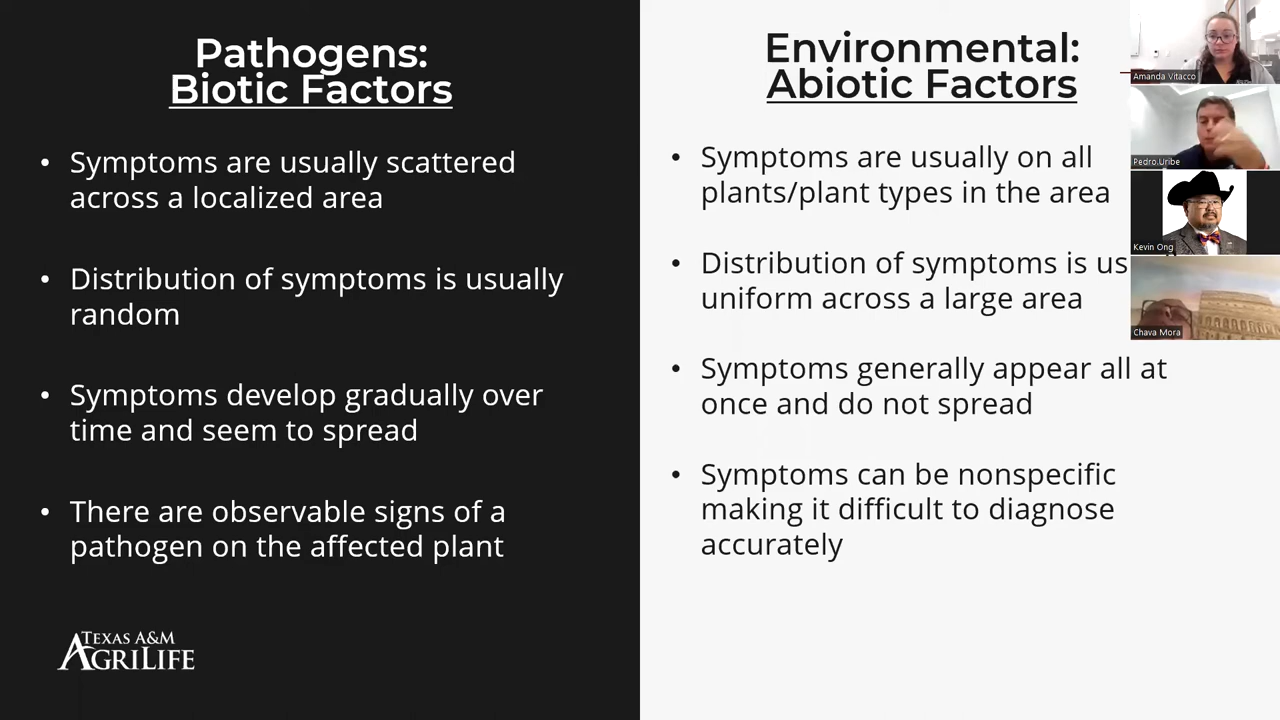 Pathogens:
Biotic Factors
• Symptoms are usually scattered
across a localized area
• Distribution of symptoms is usually
random
• Symptoms develop gradually over
time and seem to spread
• There are observable signs of a
pathogen on the affected plant
TEXAS A&M
AGRILIFE
Environmental:
Abiotic Factors
• Symptoms are usually on all
plants/plant types in the area
• Distribution of symptoms is us
uniform across a large area
• Symptoms generally appear all at
once and do not spread
• Symptoms can be nonspecific
making it difficult to diagnose
accurately
Amanda Vitacco
Pedro.Uribe
Kevin Ong
Chava Mora